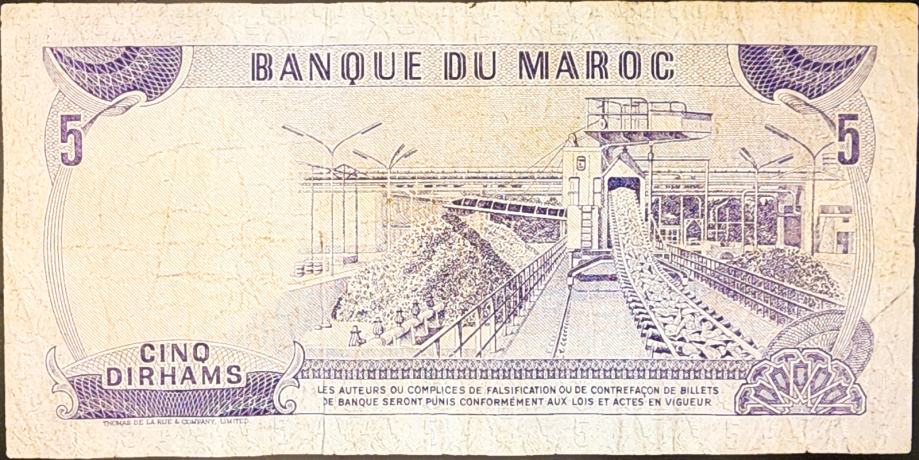 BANQUE DU MAROC
5
5
CINQ
DIRHAMS
LES AUTEURS OU COMPLICES DE FALSIFICATION OU DE CONTREFAÇON DE BILLETS
DE BANQUE SERONT PUNIS CONFORMÉMENT AUX LOIS ET ACTES EN VIGUEUR
THOMAS DE LA RUE & COMPANY, LIMITED.